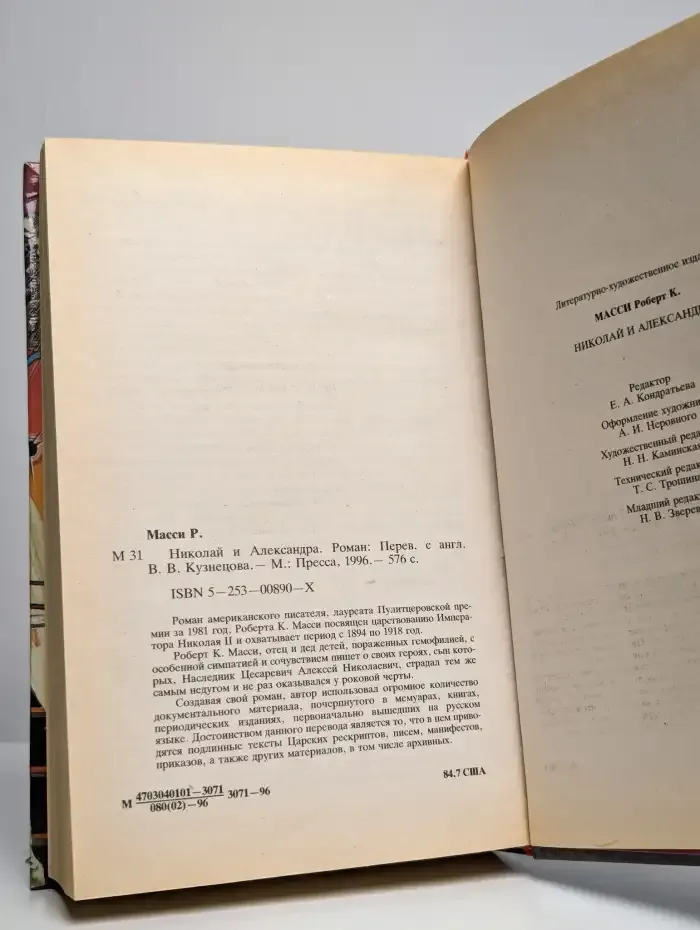 Масси Р.
М 31 Николай и Александра. Роман: Перев. с англ.
В. В. Кузнецова.— М.: Пресса, 1996.— 576 с.
ISBN 5—253—00890—X
Роман американского писателя, лауреата Пулитцеровской пре-
мии за 1981 год, Роберта К. Масси посвящен царствованию Импера-
тора Николая II и охватывает период с 1894 по 1918 год.
Роберт К. Масси, отец и дед детей, пораженных гемофилией, с
особенной симпатией и сочувствием пишет о своих героях, сын кото-
рых, Наследник Цесаревич Алексей Николаевич, страдал тем же
самым недугом и не раз оказывался у роковой черты.
Создавая свой роман, автор использовал огромное количество
документального материала, почерпнутого в мемуарах, книгах,
периодических изданиях, первоначально вышедших на русском
языке. Достоинством данного перевода является то, что в нем приво-
дятся подлинные тексты Царских рескриптов, писем, манифестов,
приказов, а также других материалов, в том числе архивных.
М 4703040101—3071 3071—96
080(02)—96
84.7 США
Литературно-художественное изда
МАССИ Роберт К.
НИКОЛАЙ И АЛЕКСАНД
Редактор
Е. А. Кондратьева
Оформление художни
А. И. Неровного
Художественный реда
Н. Н. Каминская
Технический редак
Т. С. Трошина
Младший редак
Н. В. Зверев